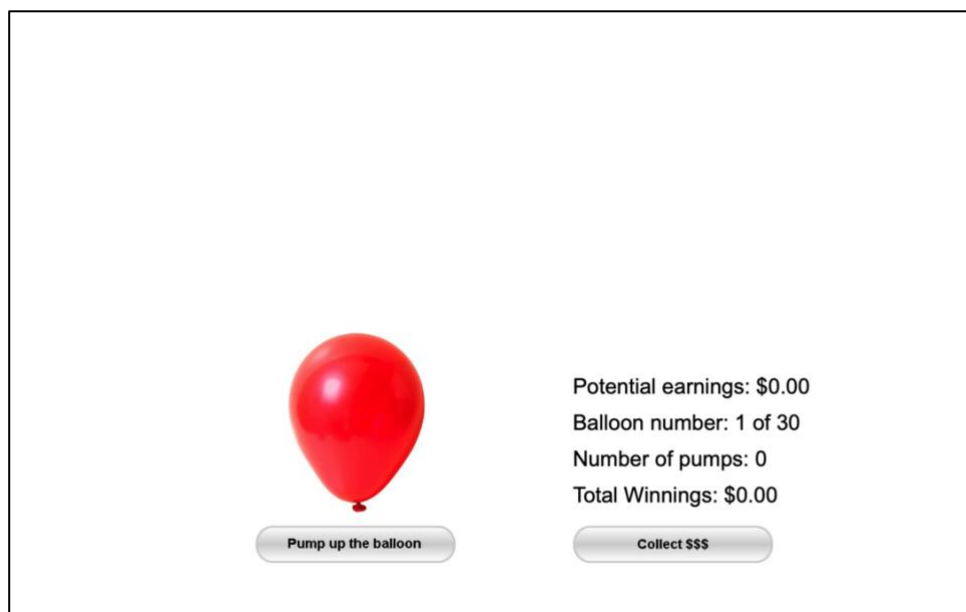 Potential earnings: $0.00
Balloon number: 1 of 30
Number of pumps: 0
Total Winnings: $0.00
Pump up the balloon
Collect $$$